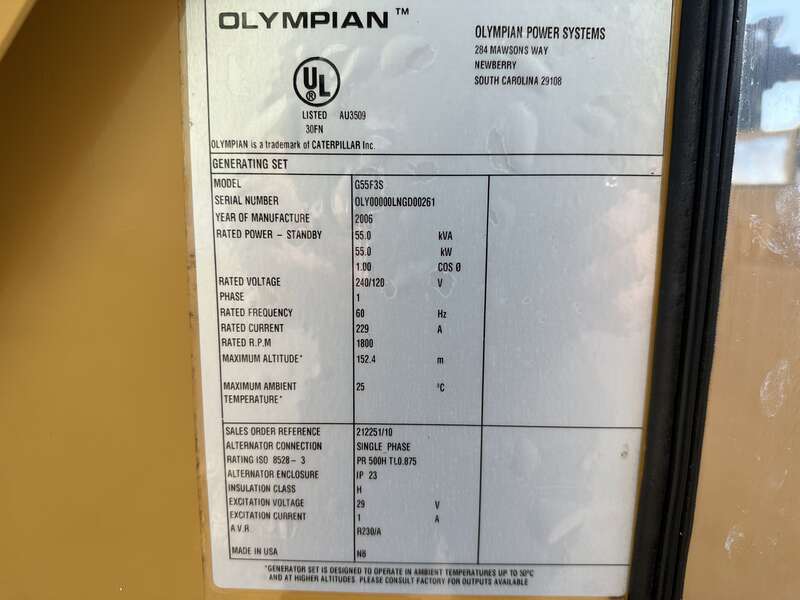 OLYMPIAN™
OLYMPIAN POWER SYSTEMS
284 MAWSONS WAY
NEWBERRY
SOUTH CAROLINA 29108
UL ®
LISTED AU3509
30FN
OLYMPIAN is a trademark of CATERPILLAR Inc.
GENERATING SET
MODEL G55F3S
SERIAL NUMBER OLY00000LNGD00261
YEAR OF MANUFACTURE 2006
RATED POWER - STANDBY 55.0 kVA
55.0 kW
1.00 COS Ø
RATED VOLTAGE 240/120 V
PHASE 1
RATED FREQUENCY 60 Hz
RATED CURRENT 229 A
RATED R.P.M 1800
MAXIMUM ALTITUDE* 152.4 m
MAXIMUM AMBIENT 25 °C
TEMPERATURE*
SALES ORDER REFERENCE 212251/10
ALTERNATOR CONNECTION SINGLE PHASE
RATING ISO 8528 - 3 PR 500H TL0.875
ALTERNATOR ENCLOSURE IP 23
INSULATION CLASS H
EXCITATION VOLTAGE 29 V
EXCITATION CURRENT 1 A
A.V.R R230/A
MADE IN USA N8
*GENERATOR SET IS DESIGNED TO OPERATE IN AMBIENT TEMPERATURES UP TO 50°C
AND AT HIGHER ALTITUDES. PLEASE CONSULT FACTORY FOR OUTPUTS AVAILABLE